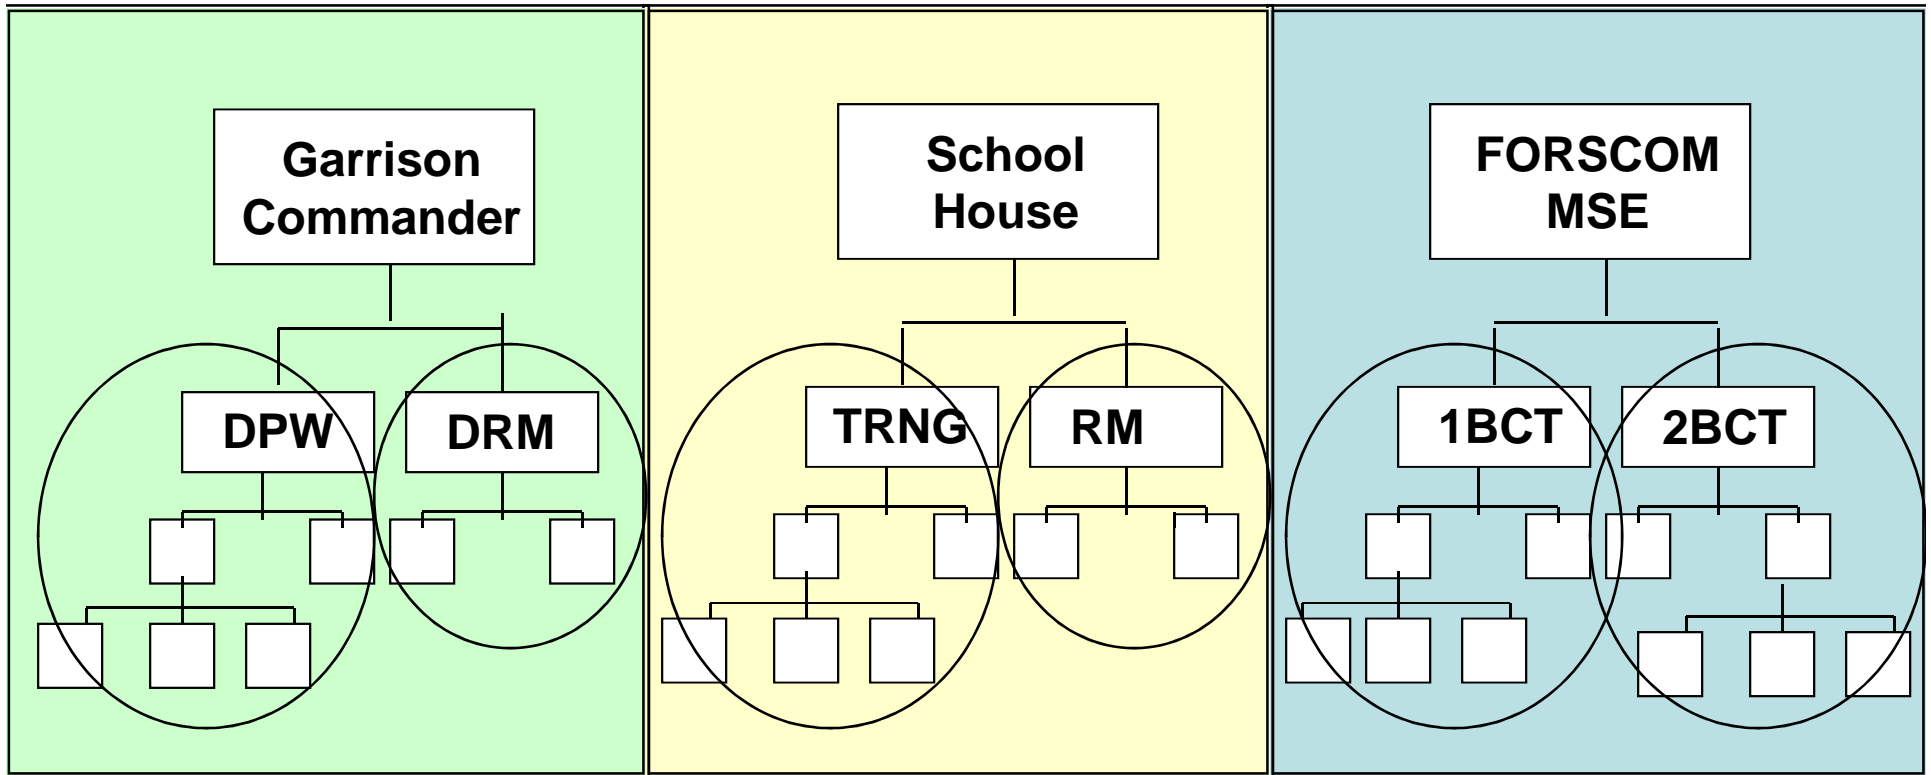 Garrison
Commander
School
House
FORSCOM
MSE
DPW
DRM
TRNG
RM
1BCT
2BCT